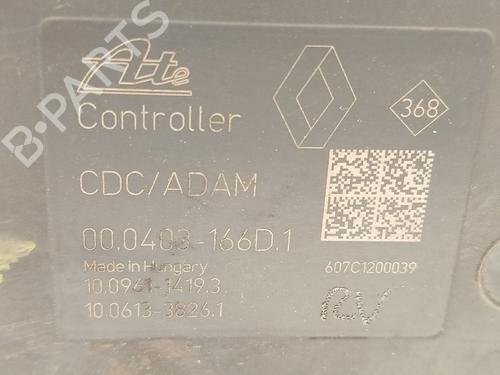 Ate
368
Controller
CDC/ADAM
00.0403-166D.1
Made in Hungary
607C1200039
10.0961-1419.3
10.0613-3826.1
RV
B-PARTS